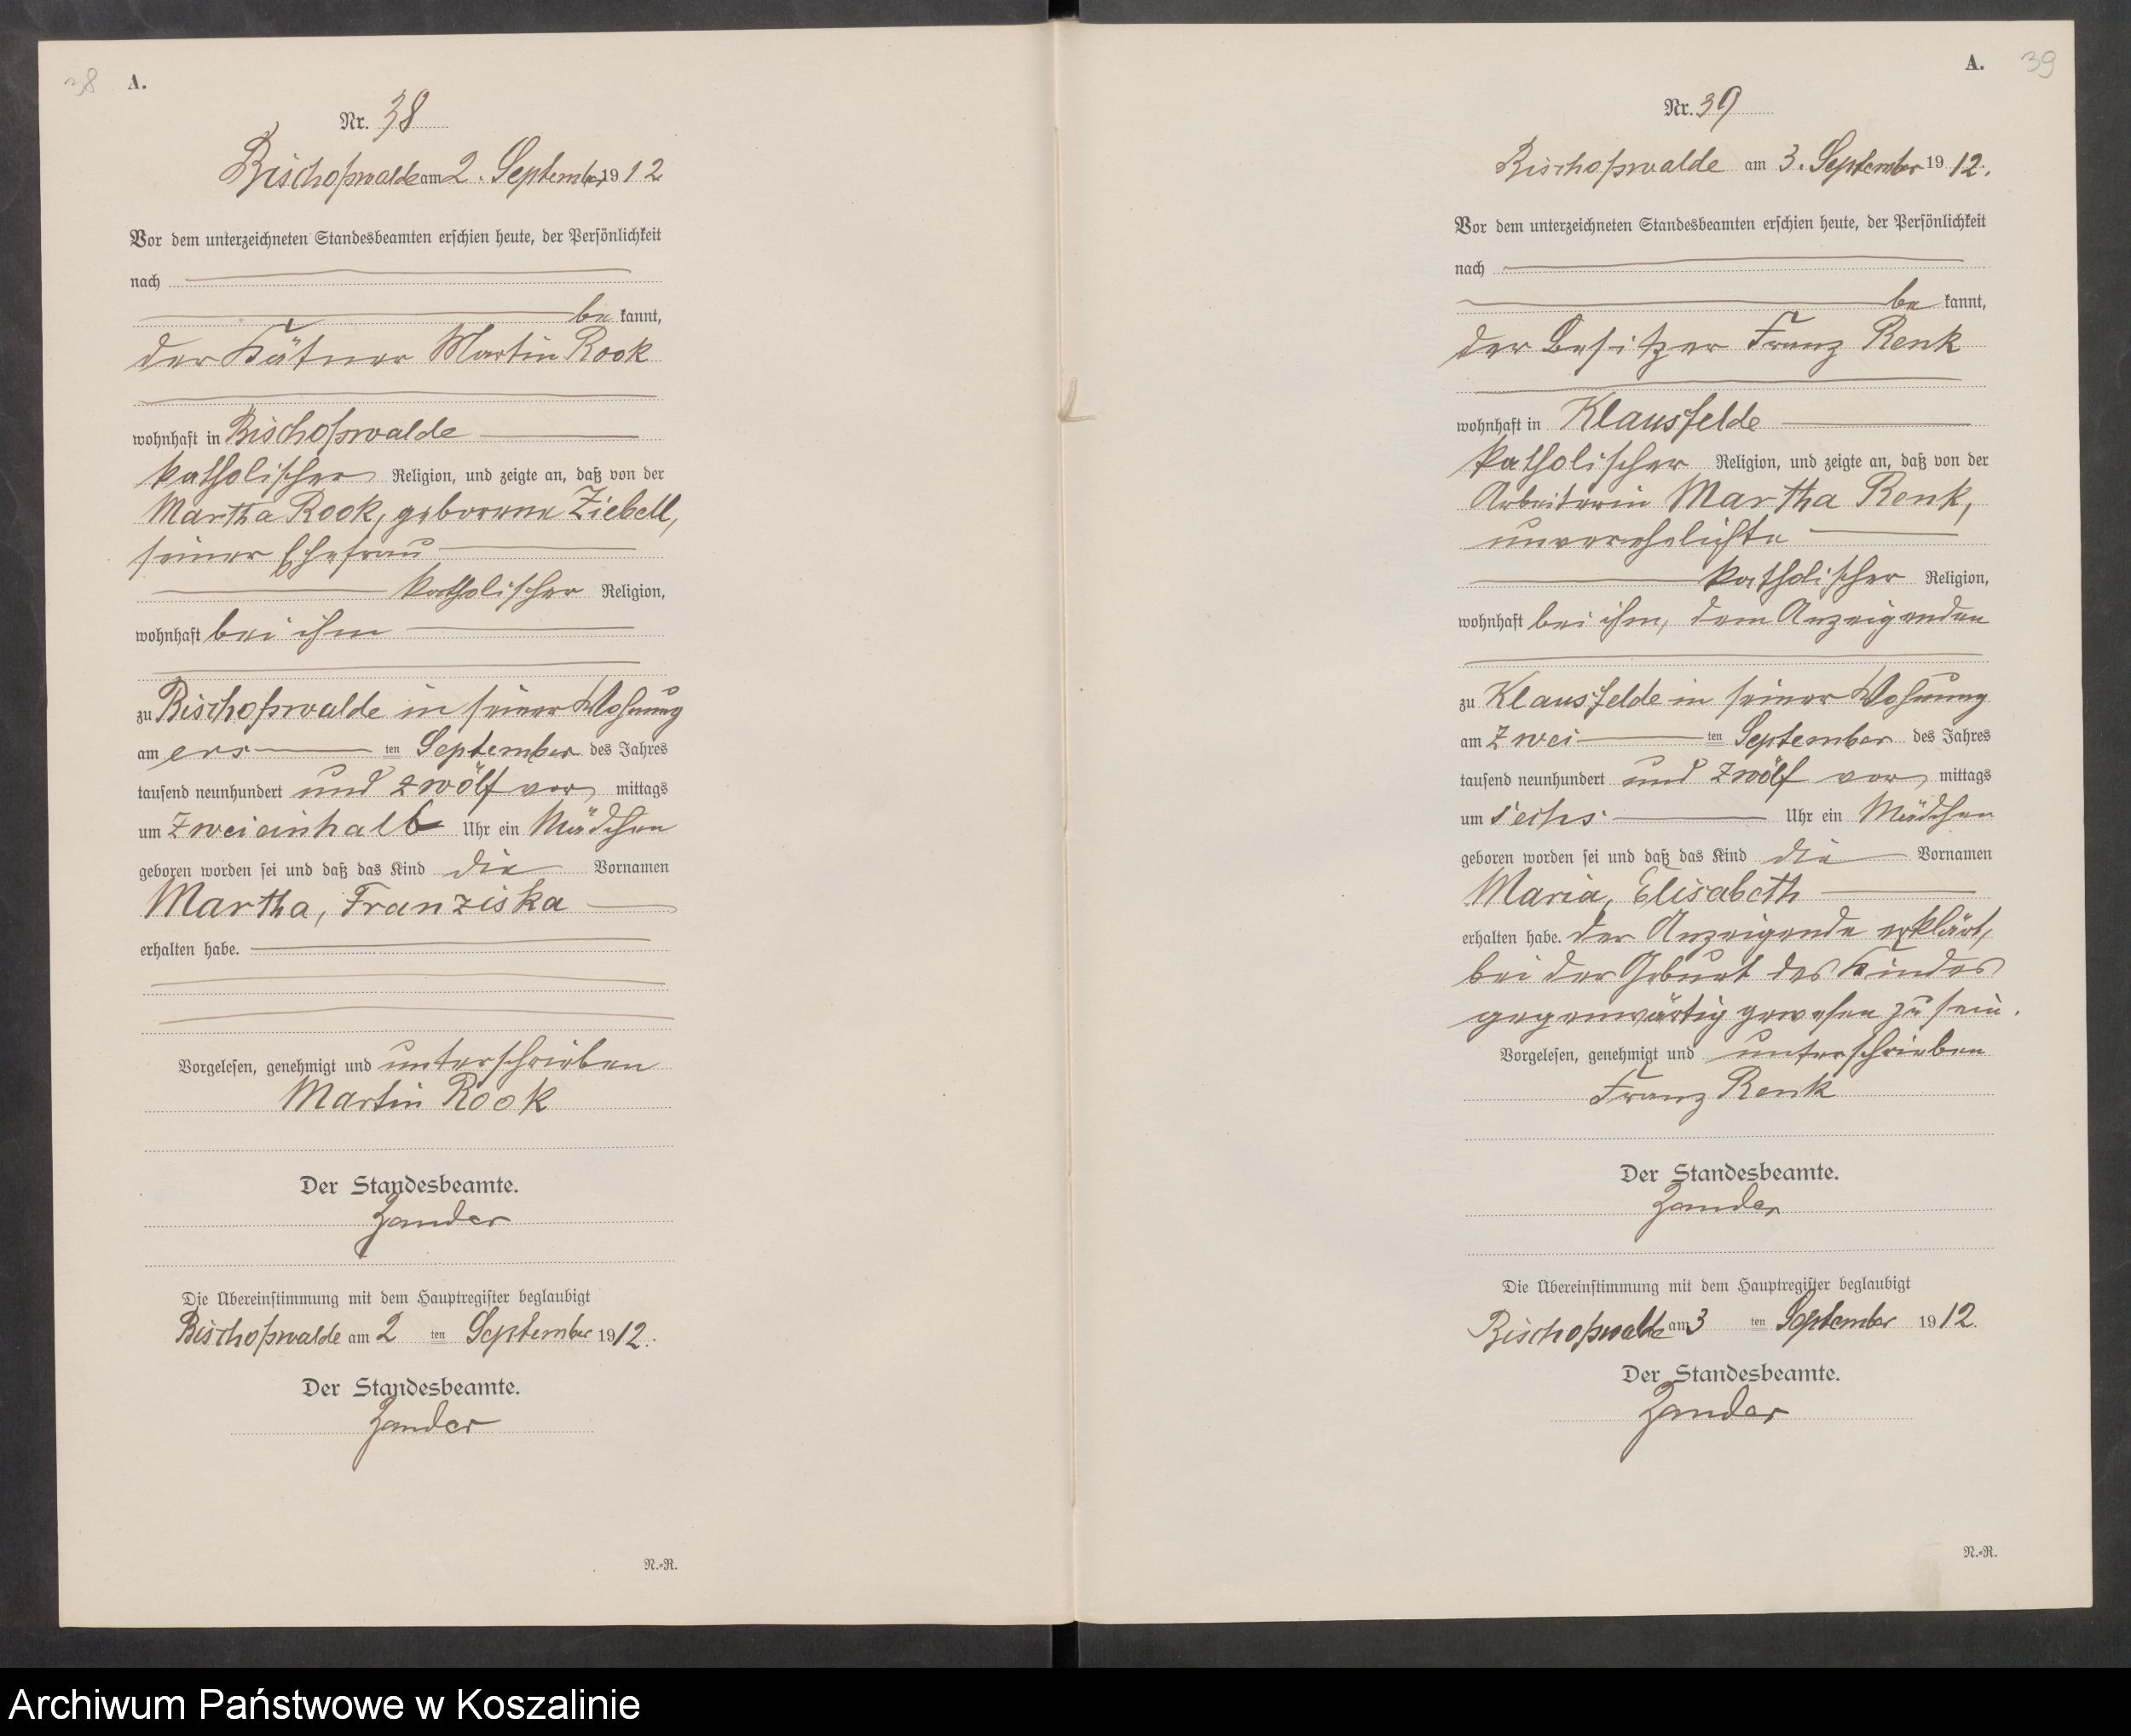 38 A.
Nr. 38
Bischofswalde am 2. September 1912
Vor dem unterzeichneten Standesbeamten erschien heute, der Persönlichkeit
nach
be kannt,
der Kätner Martin Rook
wohnhaft in Bischofswalde
katholischer Religion, und zeigte an, daß von der
Martha Rook, geborene Ziebell,
seiner Ehefrau
katholischer Religion,
wohnhaft bei ihm
zu Bischofswalde in seiner Wohnung
am ers ten September des Jahres
tausend neunhundert und zwölf vor mittags
um zweieinhalb Uhr ein Mädchen
geboren worden sei und daß das Kind die Vornamen
Martha, Franziska
erhalten habe.
Vorgelesen, genehmigt und unterschrieben
Martin Rook
Der Standesbeamte.
Zander
Die Übereinstimmung mit dem Hauptregister beglaubigt
Bischofswalde am 2 ten September 1912.
Der Standesbeamte.
Zander
N.-R.
A. 39
Nr. 39
Bischofswalde am 3. September 1912.
Vor dem unterzeichneten Standesbeamten erschien heute, der Persönlichkeit
nach
be kannt,
der Besitzer Franz Renk
wohnhaft in Klausfelde
katholischer Religion, und zeigte an, daß von der
Arbeiterin Martha Renk,
unverehelichte
katholischer Religion,
wohnhaft bei ihm, dem Anzeigenden
zu Klausfelde in seiner Wohnung
am zwei ten September des Jahres
tausend neunhundert und zwölf vor mittags
um sechs Uhr ein Mädchen
geboren worden sei und daß das Kind die Vornamen
Maria, Elisabeth
erhalten habe. Der Anzeigende erklärt,
bei der Geburt des Kindes
gegenwärtig gewesen zu sein.
Vorgelesen, genehmigt und unterschrieben
Franz Renk
Der Standesbeamte.
Zander
Die Übereinstimmung mit dem Hauptregister beglaubigt
Bischofswalde am 3 ten September 1912.
Der Standesbeamte.
Zander
N.-R.
Archiwum Państwowe w Koszalinie